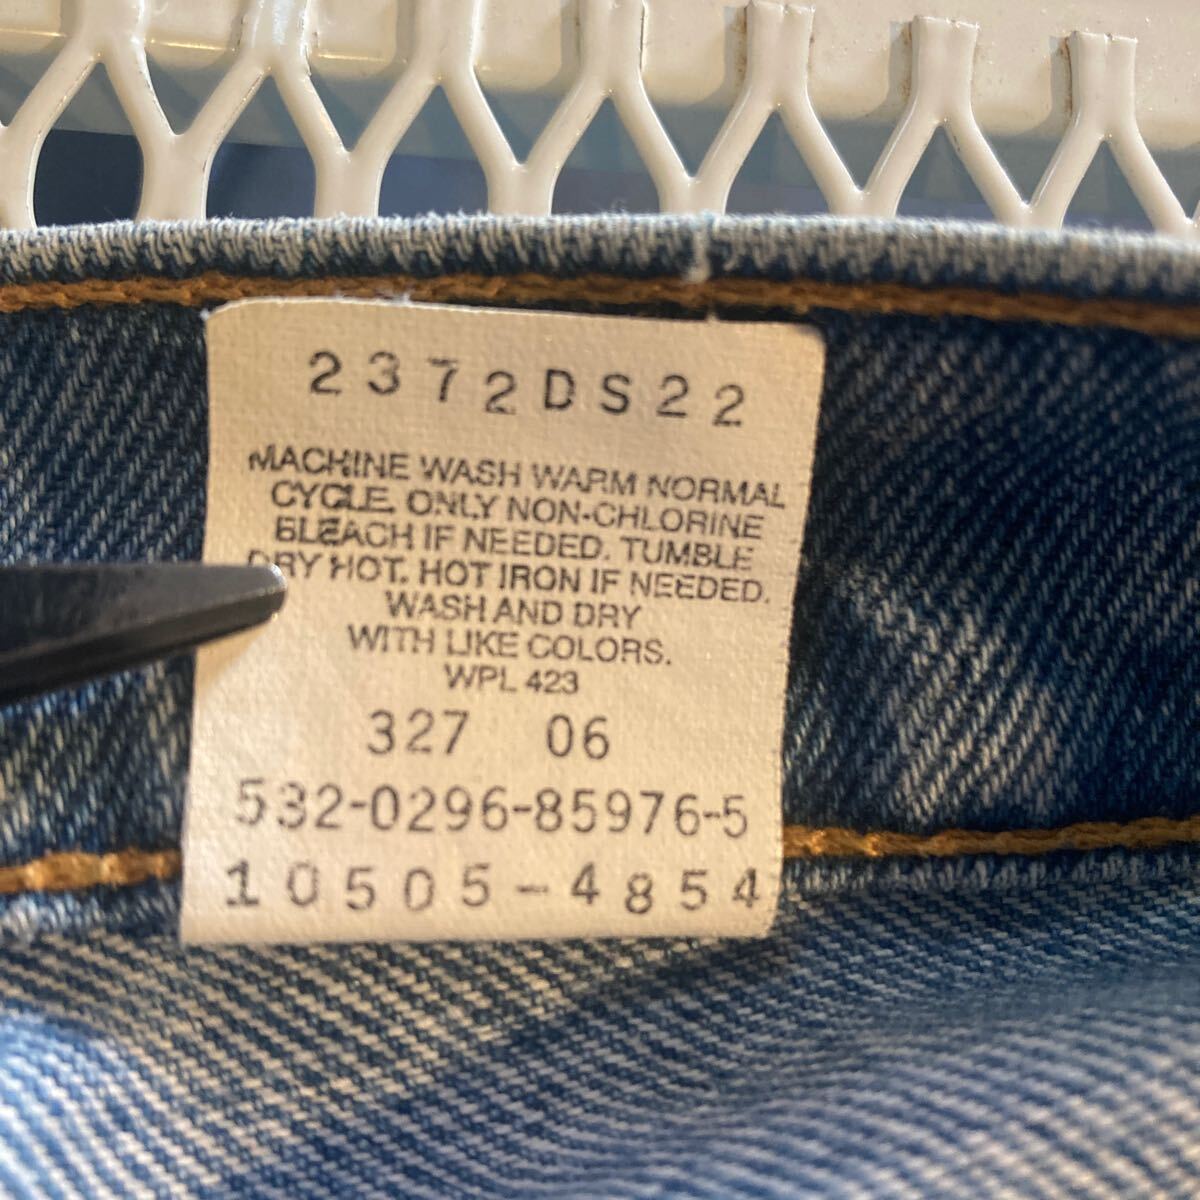 2372DS22
MACHINE WASH WARM NORMAL
CYCLE. ONLY NON-CHLORINE
BLEACH IF NEEDED. TUMBLE
DRY HOT. HOT IRON IF NEEDED.
WASH AND DRY
WITH LIKE COLORS.
WPL 423
327 06
532-0296-85976-5
10505-4854